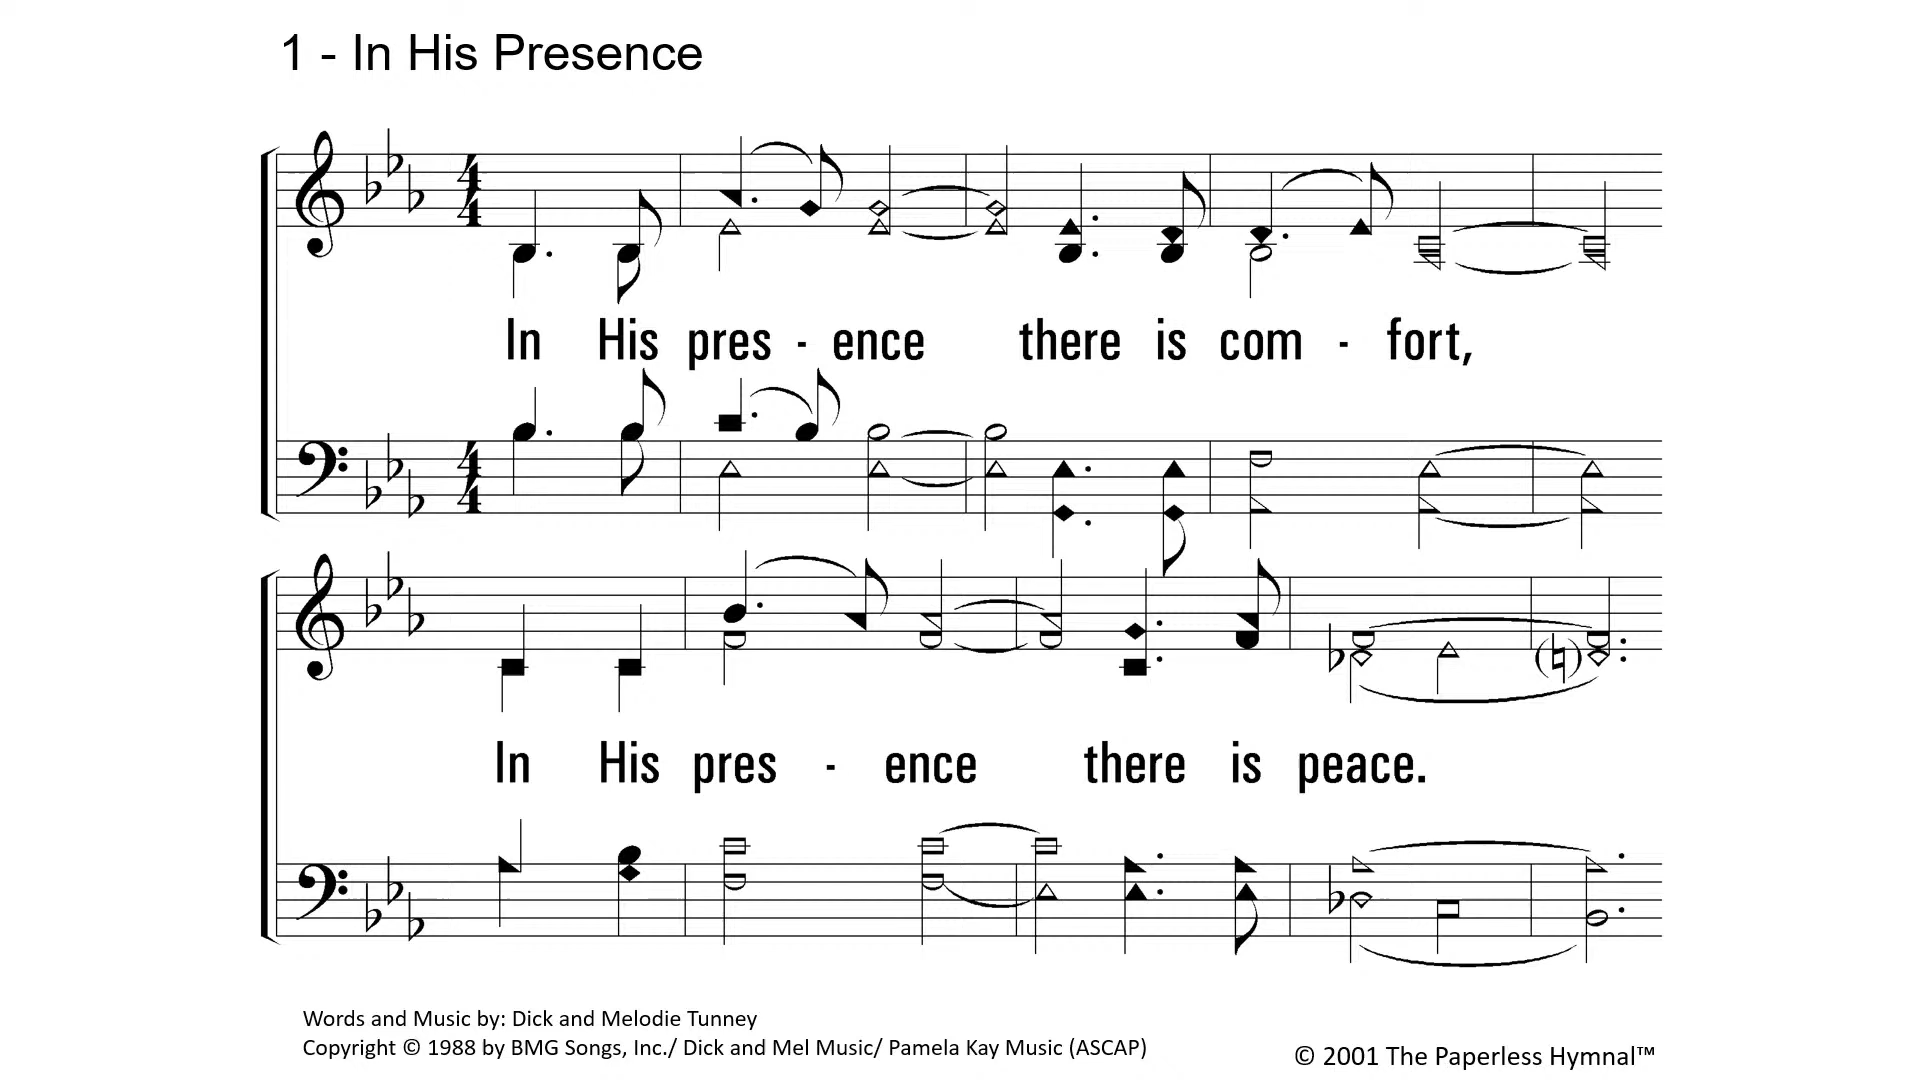 1 - In His Presence
In His pres - ence there is com - fort,
In His pres - ence there is peace.
Words and Music by: Dick and Melodie Tunney
Copyright © 1988 by BMG Songs, Inc./ Dick and Mel Music/ Pamela Kay Music (ASCAP)
© 2001 The Paperless Hymnal™